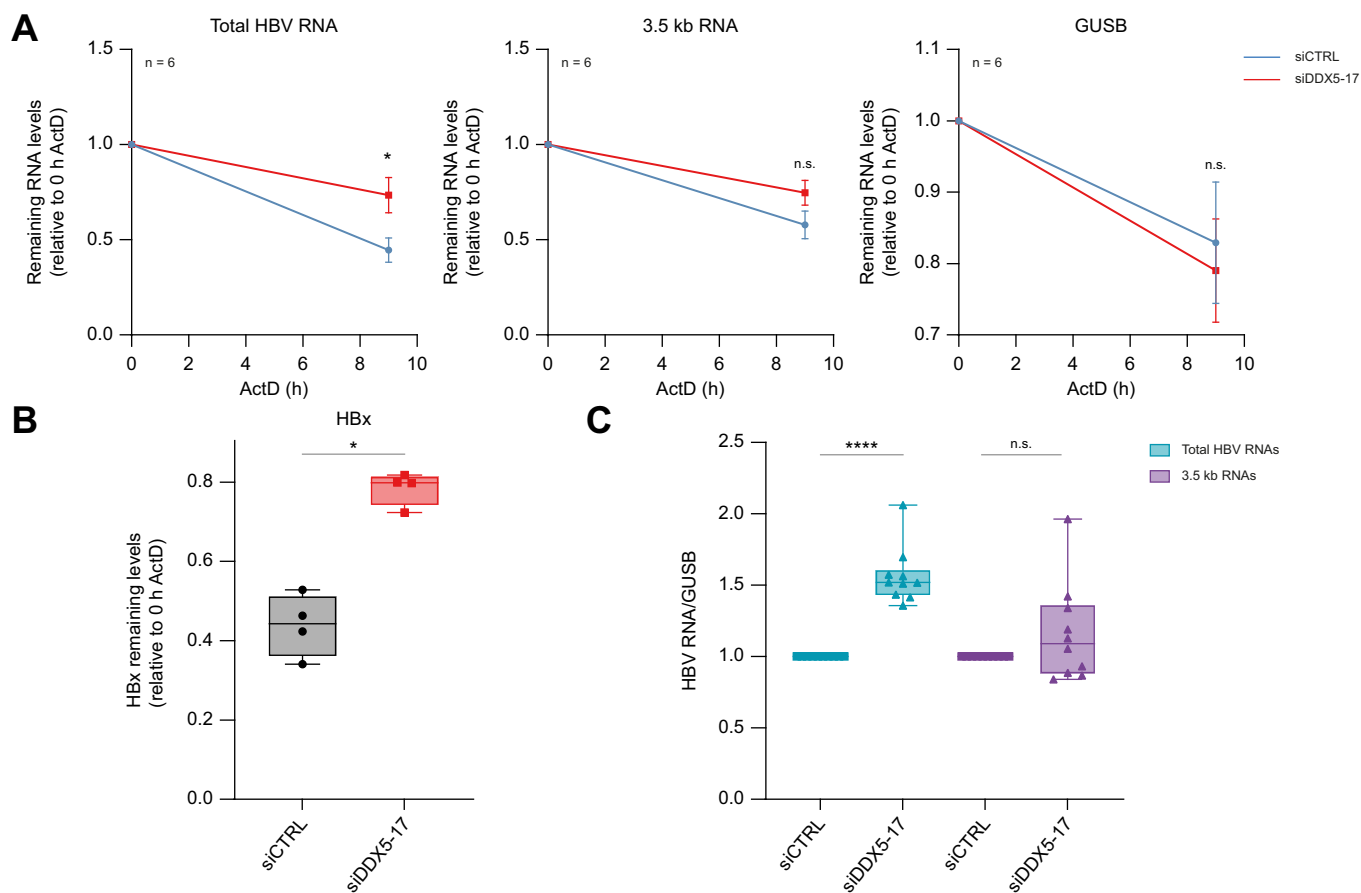 A
Total HBV RNA
3.5 kb RNA
GUSB
siCTRL
siDDX5-17
Remaining RNA levels
(relative to 0 h ActD)
1.5
1.0
0.5
0.0
n = 6
*
0 2 4 6 8 10
ActD (h)
Remaining RNA levels
(relative to 0 h ActD)
1.5
1.0
0.5
0.0
n = 6
n.s.
0 2 4 6 8 10
ActD (h)
Remaining RNA levels
(relative to 0 h ActD)
1.1
1.0
0.9
0.8
0.7
n = 6
n.s.
0 2 4 6 8 10
ActD (h)
B
HBx
*
HBx remaining levels
(relative to 0 h ActD)
0.8
0.6
0.4
0.2
0.0
siCTRL
siDDX5-17
C
HBV RNA/GUSB
2.5
2.0
1.5
1.0
0.5
0.0
****
n.s.
Total HBV RNAs
3.5 kb RNAs
siCTRL
siDDX5-17
siCTRL
siDDX5-17